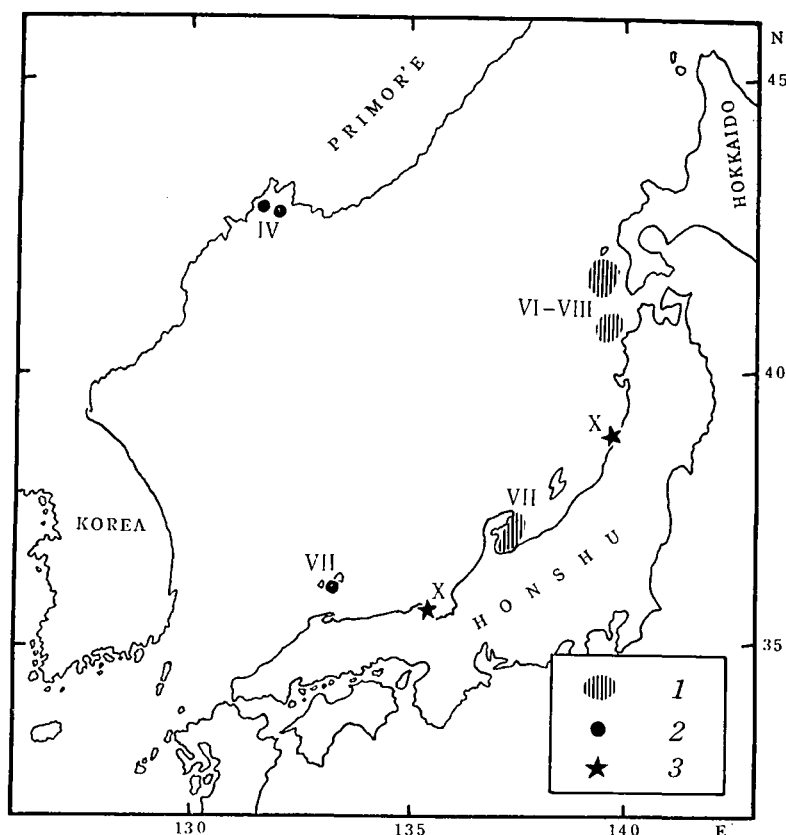 N
45
PRIMOR'E
HOKKAIDO
IV
VI-VIII
40
X
VII
KOREA
VII
X
HONSHU
35
1
2
3
130
135
140
E